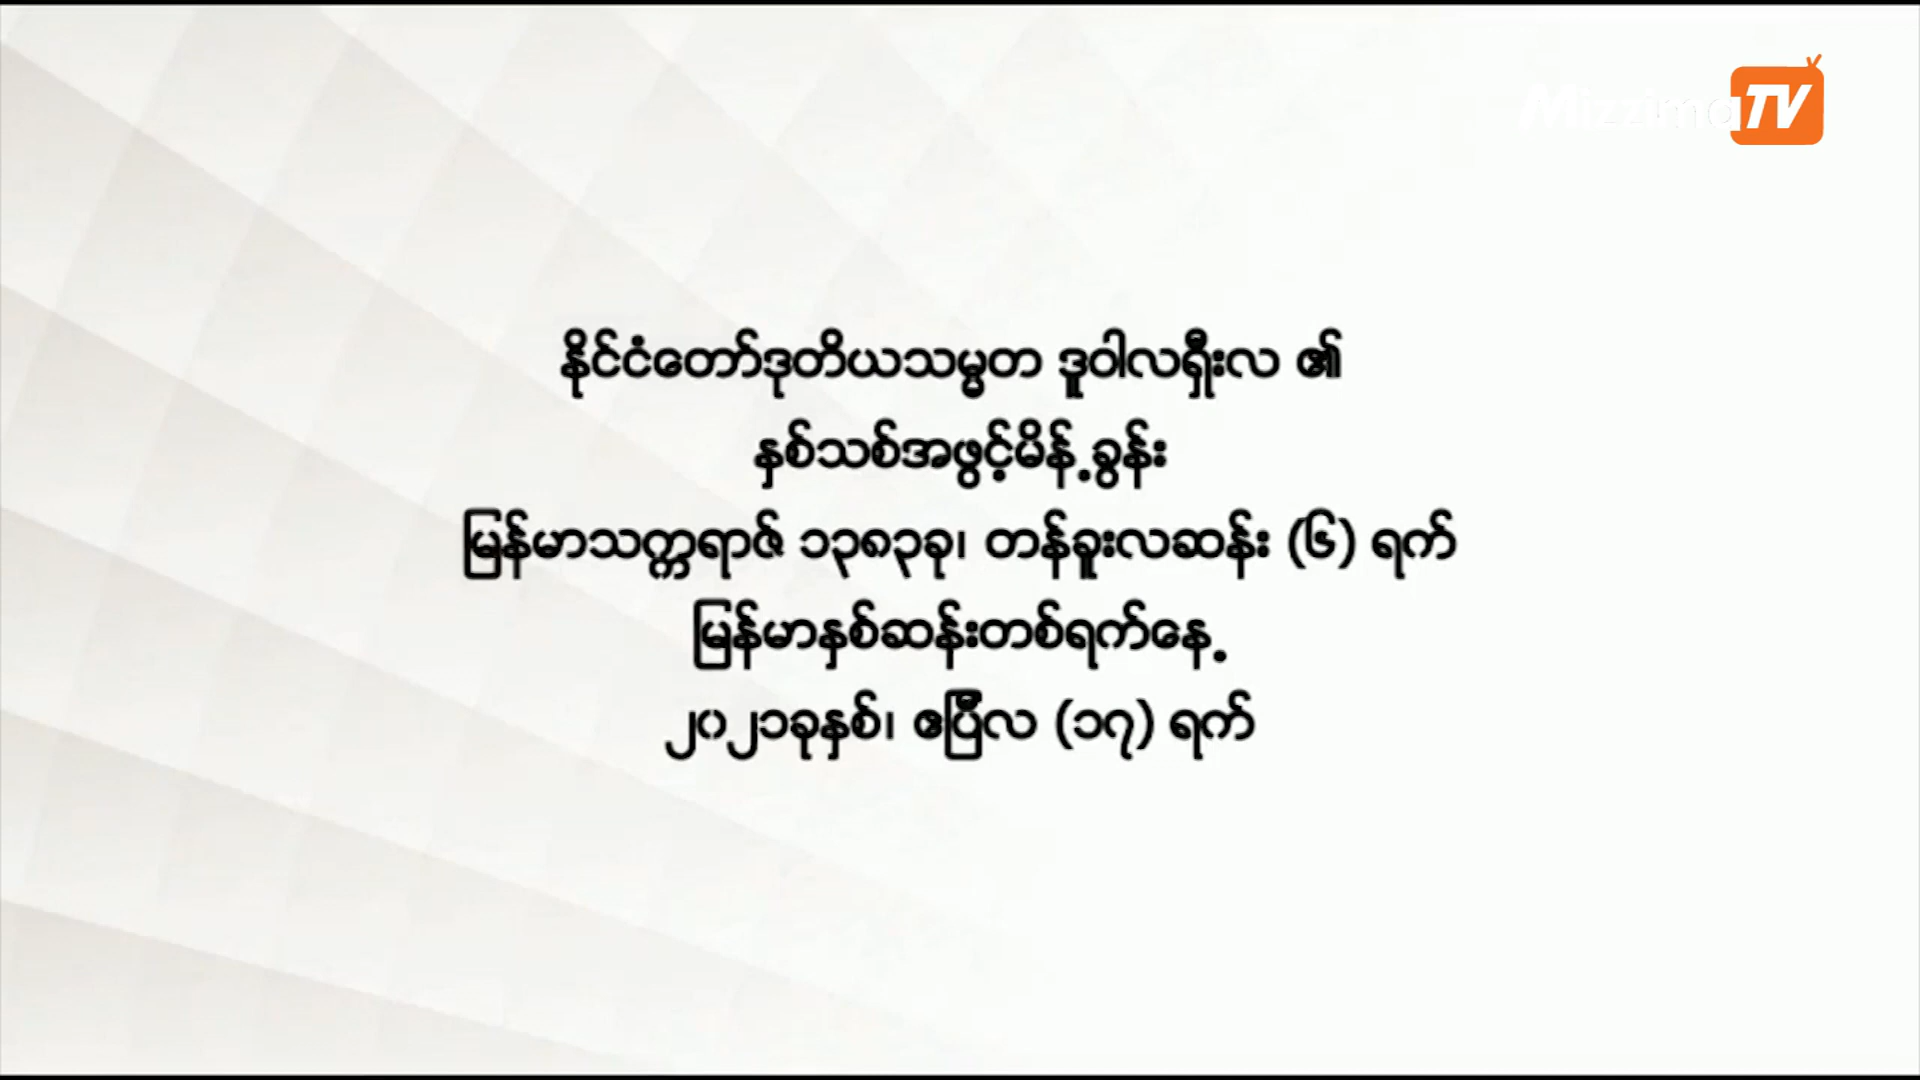 Mizzima TV
နိုင်ငံတော်ဒုတိယသမ္မတ ဒူဝါလရှီးလ ၏
နှစ်သစ်အဖွင့်မိန့်ခွန်း
မြန်မာသက္ကရာဇ် ၁၃၈၃ခု၊ တန်ခူးလဆန်း (၆) ရက်
မြန်မာနှစ်ဆန်းတစ်ရက်နေ့
၂၀၂၁ခုနှစ်၊ ဧပြီလ (၁၇) ရက်